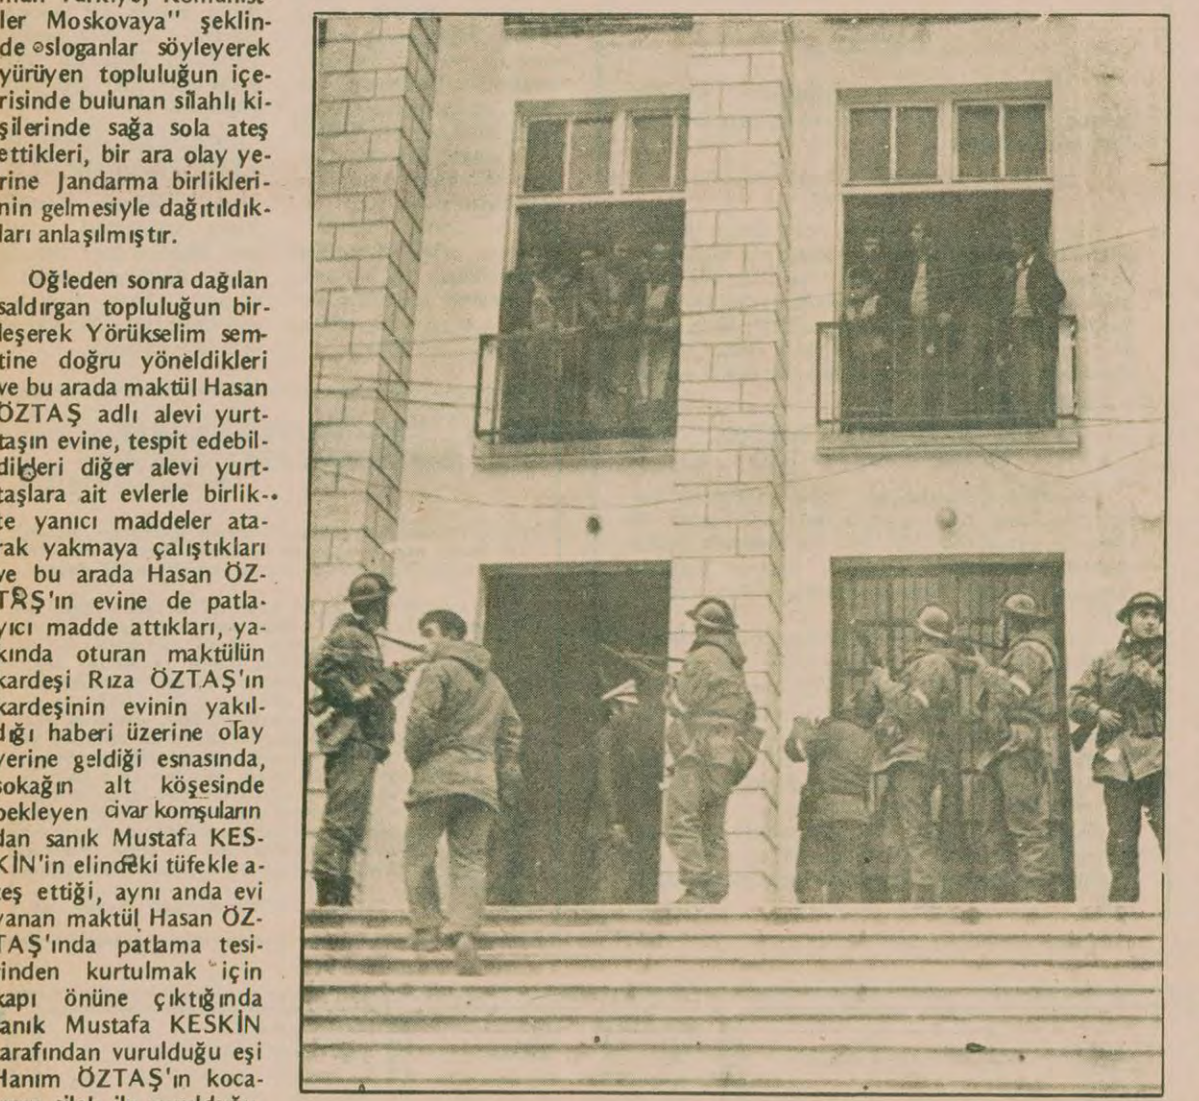 ler Moskovaya" şeklin-
de sloganlar söyleyerek
yürüyen topluluğun içe-
risinde bulunan silahlı ki-
şilerinde sağa sola ateş
ettikleri, bir ara olay ye-
rine Jandarma birlikleri-
nin gelmesiyle dağıtıldık-
ları anlaşılmıştır.
Öğleden sonra dağılan
saldırgan topluluğun bir-
leşerek Yörükselim sem-
tine doğru yöneldikleri
ve bu arada maktül Hasan
ÖZTAŞ adlı alevi yurt-
taşın evine, tespit edebil-
dikleri diğer alevi yurt-
taşlara ait evlerle birlik-
te yanıcı maddeler ata-
rak yakmaya çalıştıkları
ve bu arada Hasan ÖZ-
TAŞ'ın evine de patla-
yıcı madde attıkları, ya-
kında oturan maktülün
kardeşi Rıza ÖZTAŞ'ın
kardeşinin evinin yakıl-
dığı haberi üzerine olay
yerine geldiği esnasında,
sokağın alt köşesinde
bekleyen civar komşuların
dan sanık Mustafa KES-
KİN'in elindeki tüfekle a-
teş ettiği, aynı anda evi
yanan maktül Hasan ÖZ-
TAŞ'ında patlama tesi-
rinden kurtulmak için
kapı önüne çıktığında
sanık Mustafa KESKİN
tarafından vurulduğu eşi
Hanım ÖZTAŞ'ın koca-